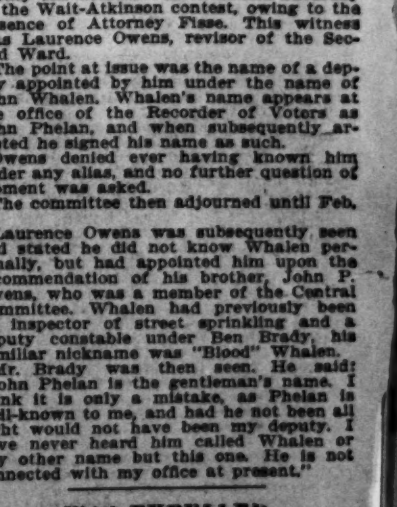 the Wait-Atkinson contest, owing to the
sence of Attorney Fisse. This witness
s Laurence Owens, revisor of the Sec-
d Ward.
The point at issue was the name of a dep-
y appointed by him under the name of
hn Whalen. Whalen's name appears at
e office of the Recorder of Voters as
hn Phelan, and when subsequently ar-
sted he signed his name as such.
Owens denied ever having known him
der any alias, and no further question of
oment was asked.
The committee then adjourned until Feb.
Laurence Owens was subsequently seen
d stated he did not know Whalen per-
nally, but had appointed him upon the
commendation of his brother, John P.
vens, who was a member of the Central
mmittee. Whalen had previously been
inspector of street sprinkling and a
puty constable under Ben Brady, his
miliar nickname was "Blood" Whalen.
Mr. Brady was then seen. He said:
ohn Phelan is the gentleman's name. I
nk it is only a mistake, as Phelan is
ll-known to me, and had he not been all
ht would not have been my deputy. I
ve never heard him called Whalen or
y other name but this one. He is not
nnected with my office at present."